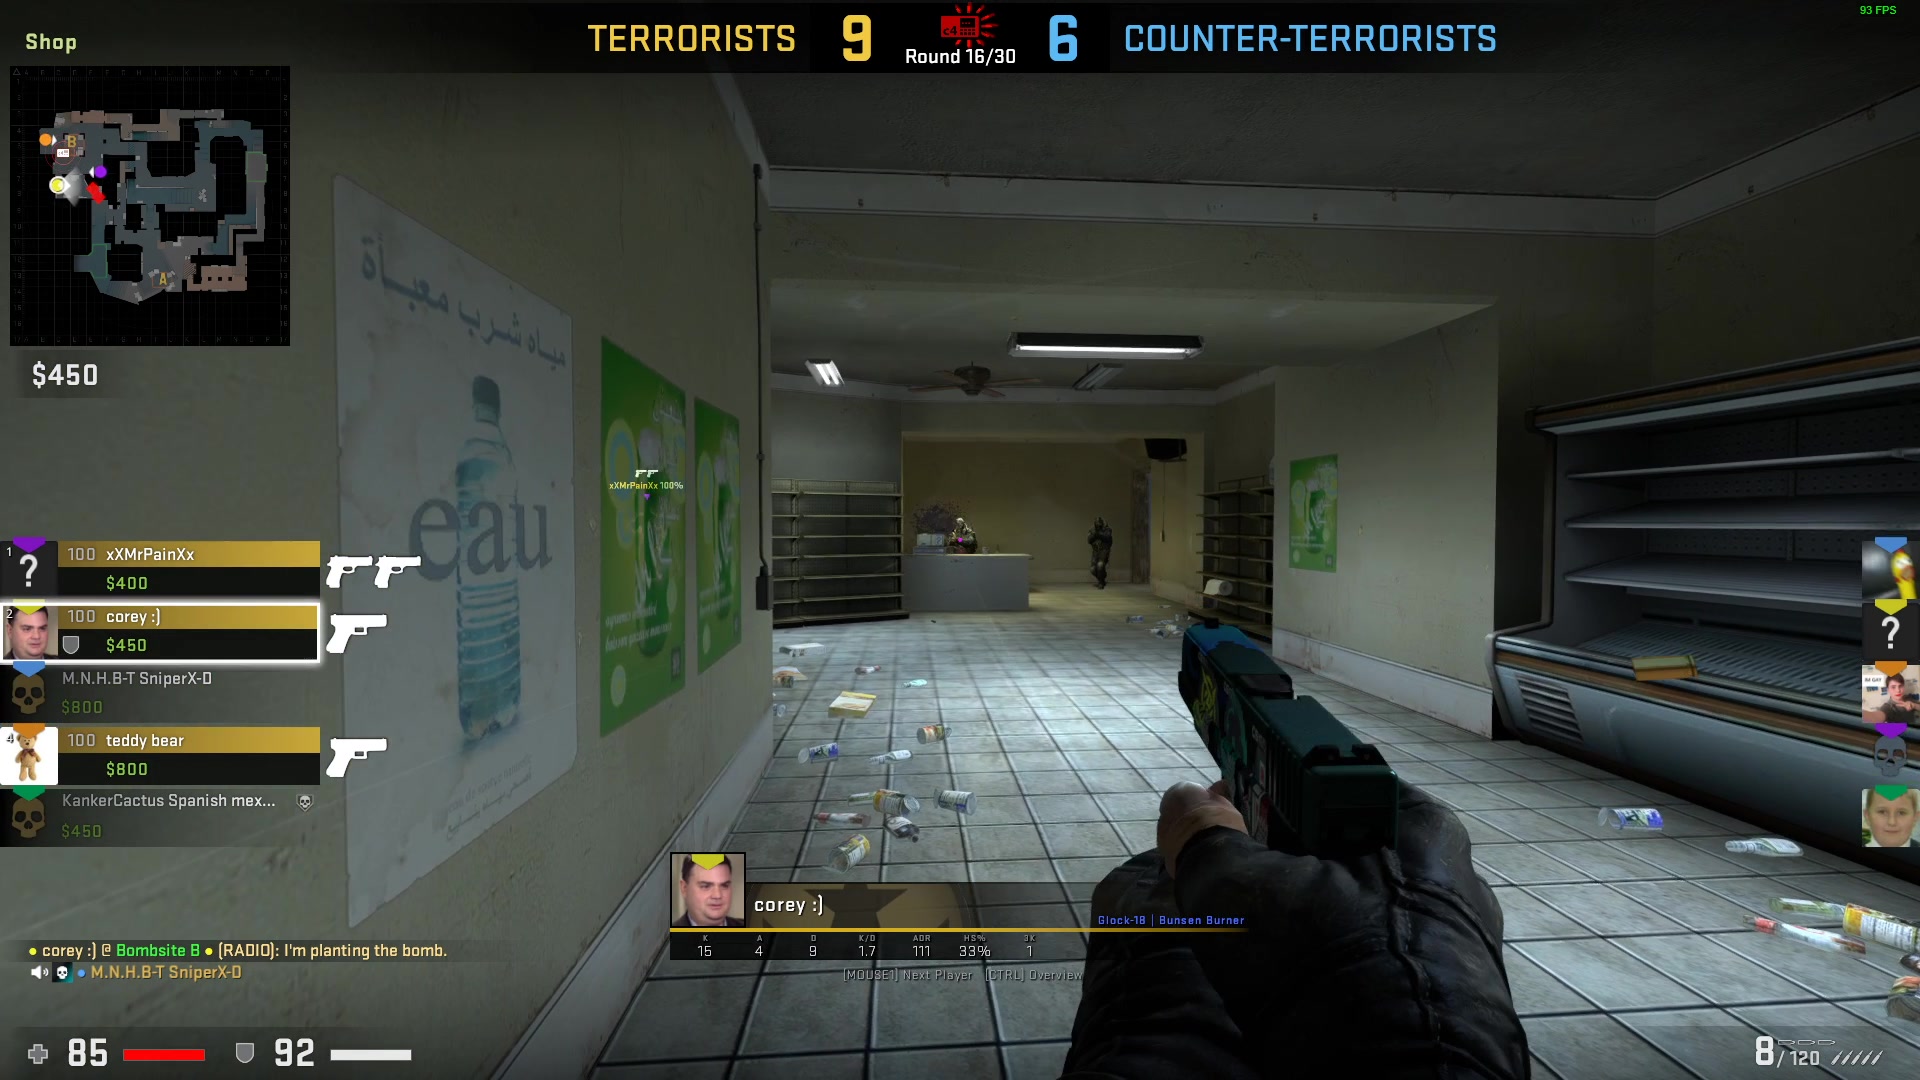 93 FPS
Shop
TERRORISTS 9 6 COUNTER-TERRORISTS
Round 16/30
B
A
$450
مياه شرب معبأة
eau
xXMrPainXx 100%
1 ? 100 xXMrPainXx
$400
2 100 corey :)
$450
M.N.H.B-T SniperX-D
$800
4 100 teddy bear
$800
KankerCactus Spanish mex...
$450
?
corey :)
Glock-18 | Bunsen Burner
K A D K/D ADR HS% 3K
15 4 9 1.7 111 33% 1
[MOUSE1] Next Player [CTRL] Overview
• corey :) @ Bombsite B • (RADIO): I'm planting the bomb.
M.N.H.B-T SniperX-D
85 92
8/120